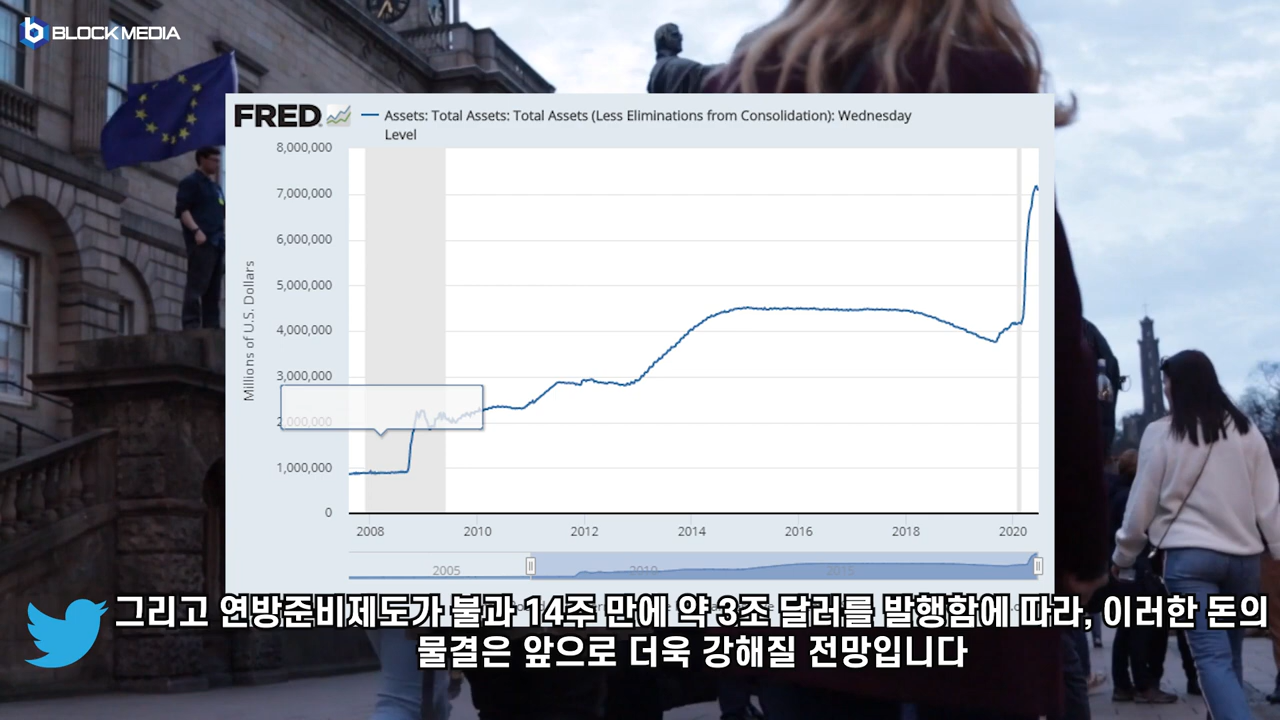 BLOCKMEDIA
FRED
Assets: Total Assets: Total Assets (Less Eliminations from Consolidation): Wednesday
Level
8,000,000
7,000,000
6,000,000
5,000,000
4,000,000
3,000,000
2,000,000
1,000,000
0
Millions of U.S. Dollars
2008
2010
2012
2014
2016
2018
2020
2005
2010
2015
그리고 연방준비제도가 불과 14주 만에 약 3조 달러를 발행함에 따라, 이러한 돈의
물결은 앞으로 더욱 강해질 전망입니다